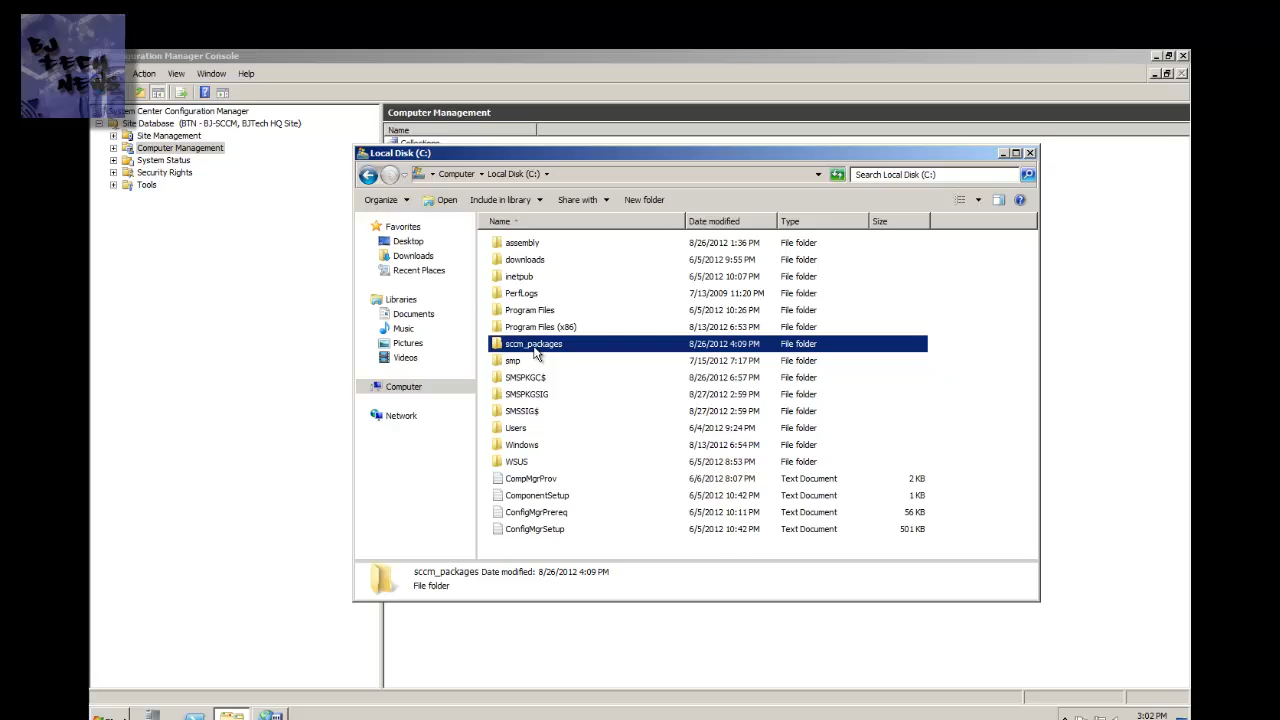 BJ
TECH
NEWS
uration Manager Console
Action View Window Help
System Center Configuration Manager
Site Database (BTN - BJ-SCCM, BJTech HQ Site)
Site Management
Computer Management
System Status
Security Rights
Tools
Computer Management
Name
Collections
Local Disk (C:)
Computer Local Disk (C:)
Search Local Disk (C:)
Organize Open Include in library Share with New folder
Favorites
Desktop
Downloads
Recent Places
Libraries
Documents
Music
Pictures
Videos
Computer
Network
Name Date modified Type Size
assembly 8/26/2012 1:36 PM File folder
downloads 6/5/2012 9:55 PM File folder
inetpub 6/5/2012 10:07 PM File folder
PerfLogs 7/13/2009 11:20 PM File folder
Program Files 6/5/2012 10:26 PM File folder
Program Files (x86) 8/13/2012 6:53 PM File folder
sccm_packages 8/26/2012 4:09 PM File folder
smp 7/15/2012 7:17 PM File folder
SMSPKGC$ 8/26/2012 6:57 PM File folder
SMSPKGSIG 8/27/2012 2:59 PM File folder
SMSSIG$ 8/27/2012 2:59 PM File folder
Users 6/4/2012 9:24 PM File folder
Windows 8/13/2012 6:54 PM File folder
WSUS 6/5/2012 8:53 PM File folder
CompMgrProv 6/6/2012 8:07 PM Text Document 2 KB
ComponentSetup 6/5/2012 10:42 PM Text Document 1 KB
ConfigMgrPrereq 6/5/2012 10:11 PM Text Document 56 KB
ConfigMgrSetup 6/5/2012 10:42 PM Text Document 501 KB
sccm_packages Date modified: 8/26/2012 4:09 PM
File folder
3:02 PM